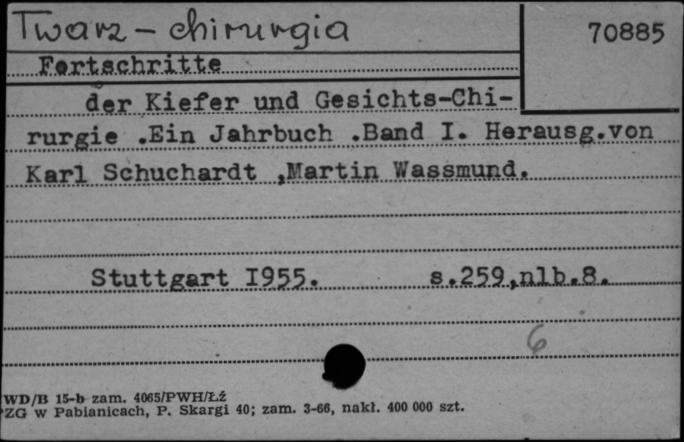 Twarz - chirurgia
70885
Fortschritte
der Kiefer und Gesichts-Chi-
rurgie .Ein Jahrbuch .Band I. Herausg.von
Karl Schuchardt ,Martin Wassmund.
Stuttgart I955. s.259,nlb.8.
6
WD/B 15-b zam. 4065/PWH/Łź
PZG w Pabianicach, P. Skargi 40; zam. 3-66, nakł. 400 000 szt.